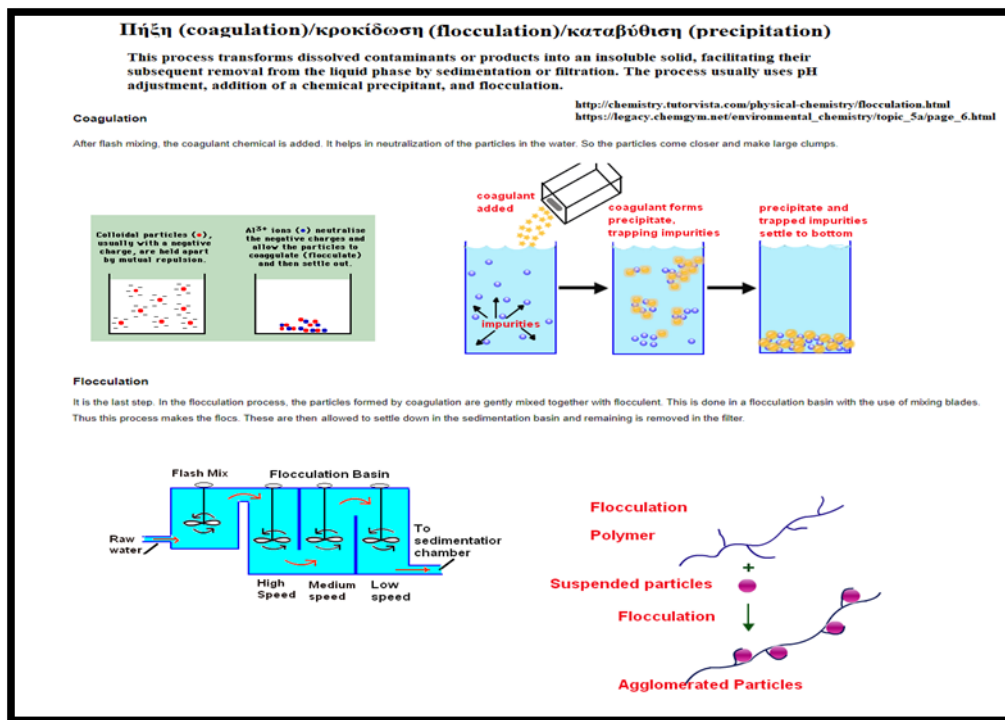 Πήξη (coagulation)/κροκίδωση (flocculation)/καταβύθιση (precipitation)
This process transforms dissolved contaminants or products into an insoluble solid, facilitating their
subsequent removal from the liquid phase by sedimentation or filtration. The process usually uses pH
adjustment, addition of a chemical precipitant, and flocculation.
http://chemistry.tutorvista.com/physical-chemistry/flocculation.html
https://legacy.chemgym.net/environmental_chemistry/topic_5a/page_6.html
Coagulation
After flash mixing, the coagulant chemical is added. It helps in neutralization of the particles in the water. So the particles come closer and make large clumps.
Colloidal particles (•),
usually with a negative
charge, are held apart
by mutual repulsion.
Al3+ ions (•) neutralise
the negative charges and
allow the particles to
coagulate (flocculate)
and then settle out.
coagulant
added
coagulant forms
precipitate,
trapping impurities
precipitate and
trapped impurities
settle to bottom
impurities
Flocculation
It is the last step. In the flocculation process, the particles formed by coagulation are gently mixed together with flocculent. This is done in a flocculation basin with the use of mixing blades.
Thus this process makes the flocs. These are then allowed to settle down in the sedimentation basin and remaining is removed in the filter.
Flash Mix
Flocculation Basin
Raw
water
To
sedimentatior
chamber
High
Speed
Medium
speed
Low
speed
Flocculation
Polymer
+
Suspended particles
Flocculation
Agglomerated Particles